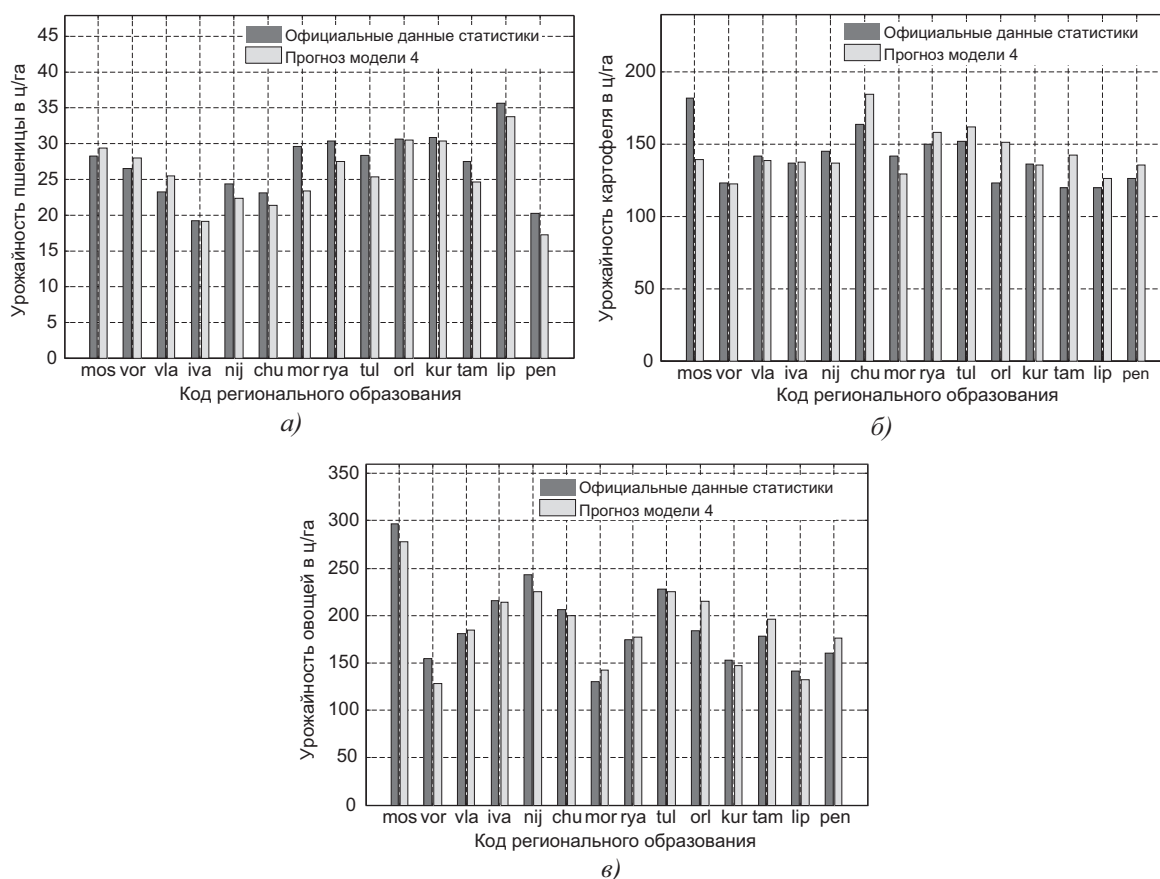 Урожайность пшеницы в ц/га
45
40
35
30
25
20
15
10
5
0
Официальные данные статистики
Прогноз модели 4
mos vor vla iva nij chu mor rya tul orl kur tam lip pen
Код регионального образования
а)
Урожайность картофеля в ц/га
200
150
100
50
0
Официальные данные статистики
Прогноз модели 4
mos vor vla iva nij chu mor rya tul orl kur tam lip pen
Код регионального образования
б)
Урожайность овощей в ц/га
350
300
250
200
150
100
50
0
Официальные данные статистики
Прогноз модели 4
mos vor vla iva nij chu mor rya tul orl kur tam lip pen
Код регионального образования
в)